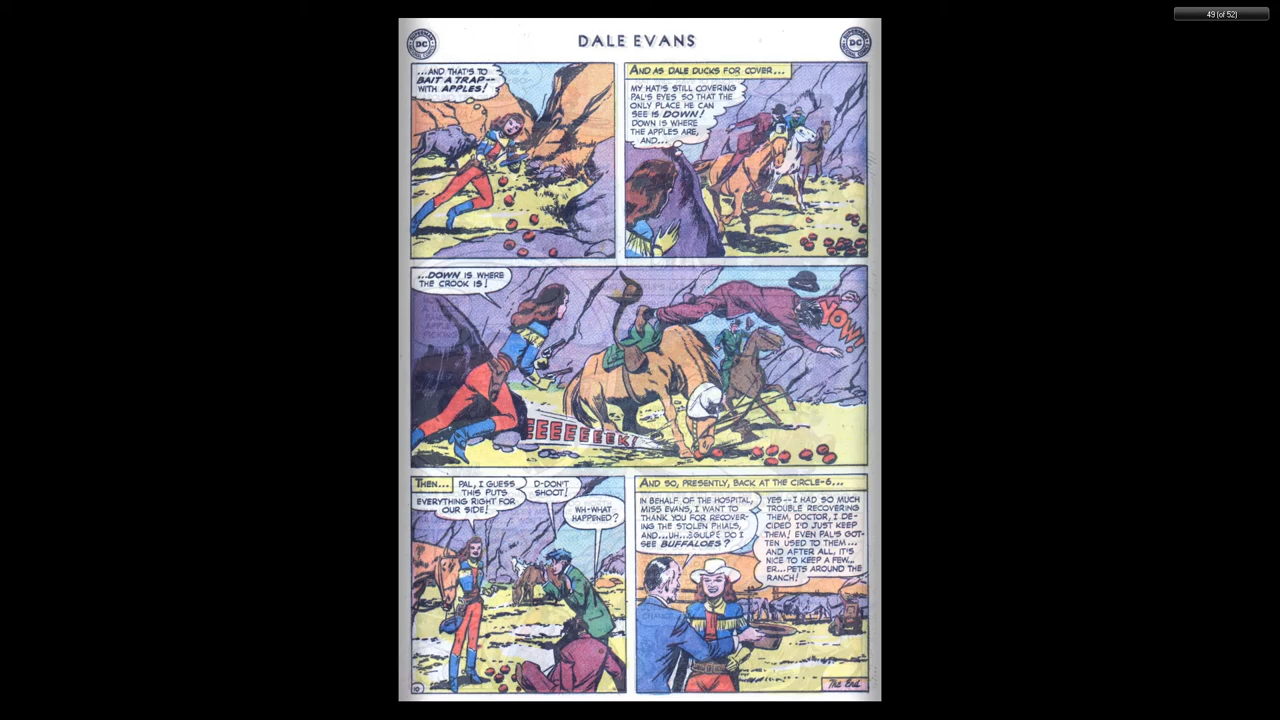 49 (of 52)
DALE EVANS
DC
DC
...AND THAT'S TO
BAIT A TRAP--
WITH APPLES!
AND AS DALE DUCKS FOR COVER...
MY HAT'S STILL COVERING
PAL'S EYES SO THAT THE
ONLY PLACE HE CAN
SEE IS DOWN!
DOWN IS WHERE
THE APPLES ARE,
AND...
...DOWN IS WHERE
THE CROOK IS!
YOW!
EEEEEEEK!
THEN...
PAL, I GUESS
THIS PUTS
EVERYTHING RIGHT FOR
OUR SIDE!
D-DON'T
SHOOT!
WH-WHAT
HAPPENED?
10
AND SO, PRESENTLY, BACK AT THE CIRCLE-6...
IN BEHALF OF THE HOSPITAL,
MISS EVANS, I WANT TO
THANK YOU FOR RECOVER-
ING THE STOLEN PHIALS,
AND...UH...GULP! DO I
SEE BUFFALOES?
YES--I HAD SO MUCH
TROUBLE RECOVERING
THEM, DOCTOR, I DE-
CIDED I'D JUST KEEP
THEM! EVEN PAL'S GOT-
TEN USED TO THEM...
AND AFTER ALL, IT'S
NICE TO KEEP A FEW...
ER...PETS AROUND THE
RANCH!
The End